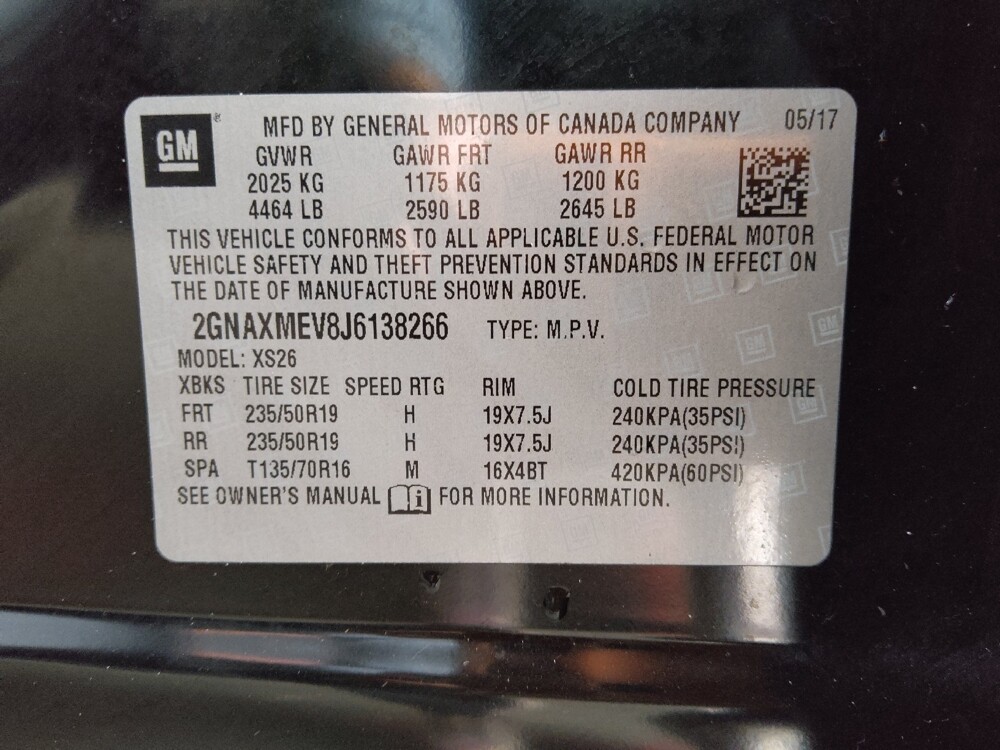 GM
MFD BY GENERAL MOTORS OF CANADA COMPANY 05/17
GVWR GAWR FRT GAWR RR
2025 KG 1175 KG 1200 KG
4464 LB 2590 LB 2645 LB
THIS VEHICLE CONFORMS TO ALL APPLICABLE U.S. FEDERAL MOTOR
VEHICLE SAFETY AND THEFT PREVENTION STANDARDS IN EFFECT ON
THE DATE OF MANUFACTURE SHOWN ABOVE.
2GNAXMEV8J6138266 TYPE: M.P.V.
MODEL: XS26
XBKS TIRE SIZE SPEED RTG RIM COLD TIRE PRESSURE
FRT 235/50R19 H 19X7.5J 240KPA(35PSI)
RR 235/50R19 H 19X7.5J 240KPA(35PSI)
SPA T135/70R16 M 16X4BT 420KPA(60PSI)
SEE OWNER'S MANUAL i FOR MORE INFORMATION.